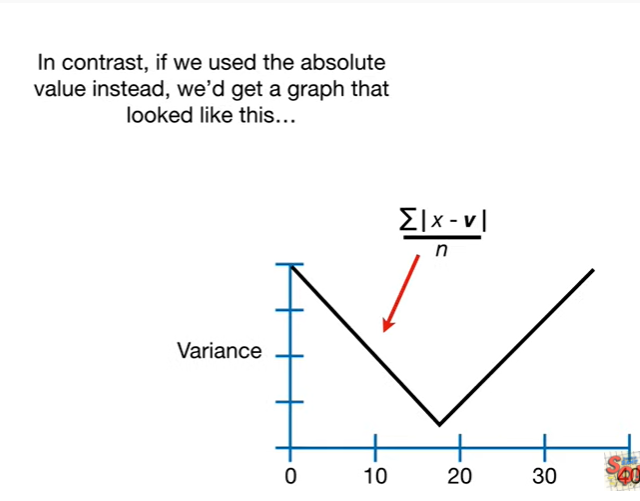 In contrast, if we used the absolute
value instead, we’d get a graph that
looked like this…
∑|x - v|
n
Variance
0 10 20 30 40